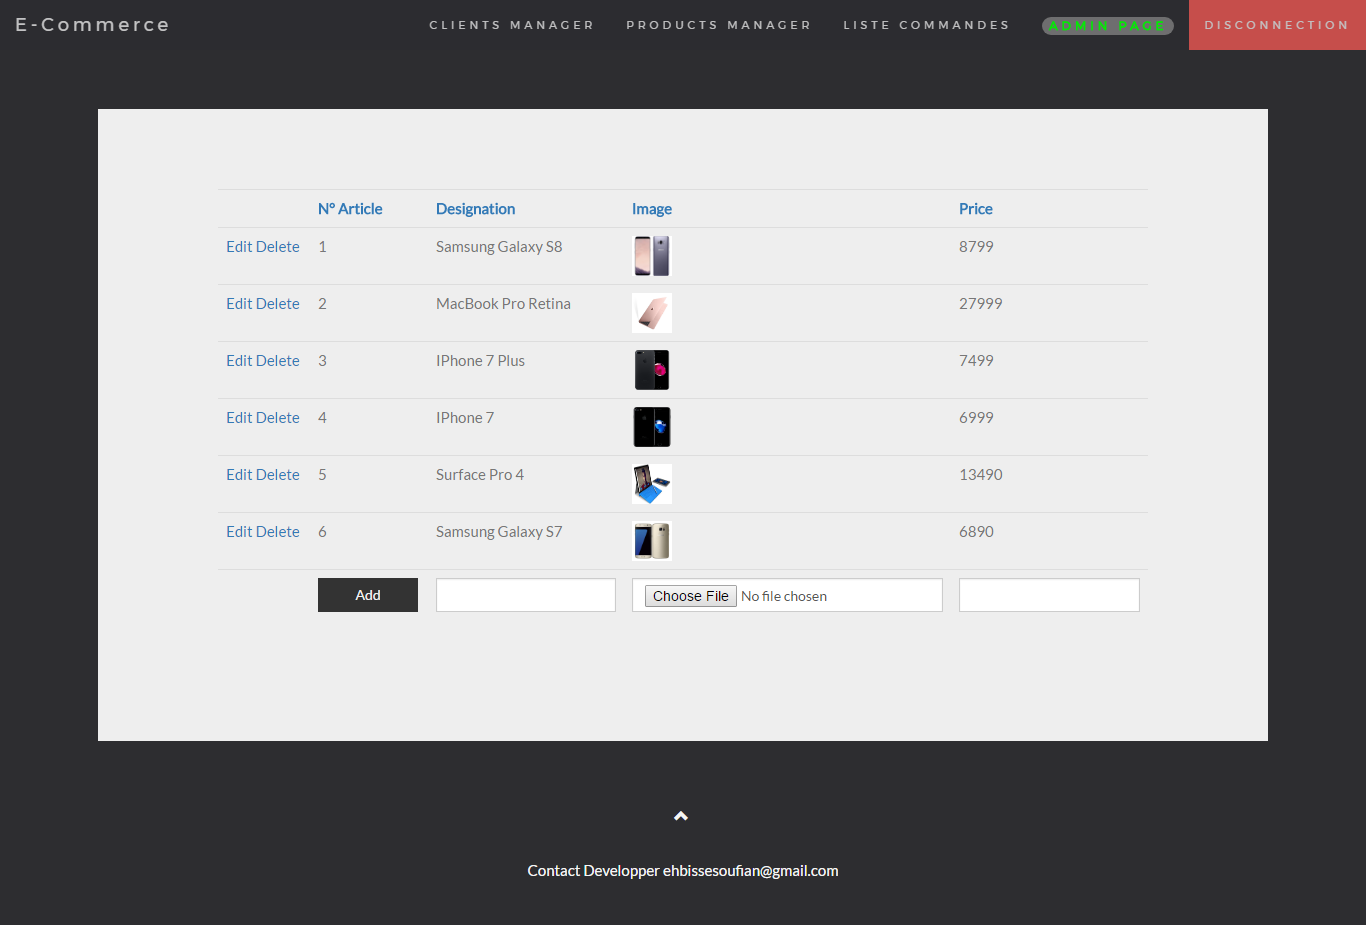 E-Commerce CLIENTS MANAGER PRODUCTS MANAGER LISTE COMMANDES ADMIN PAGE DISCONNECTION
N° Article Designation Image Price
Edit Delete 1 Samsung Galaxy S8 8799
Edit Delete 2 MacBook Pro Retina 27999
Edit Delete 3 IPhone 7 Plus 7499
Edit Delete 4 IPhone 7 6999
Edit Delete 5 Surface Pro 4 13490
Edit Delete 6 Samsung Galaxy S7 6890
Add Choose File No file chosen
Contact Developper ehbissesoufian@gmail.com